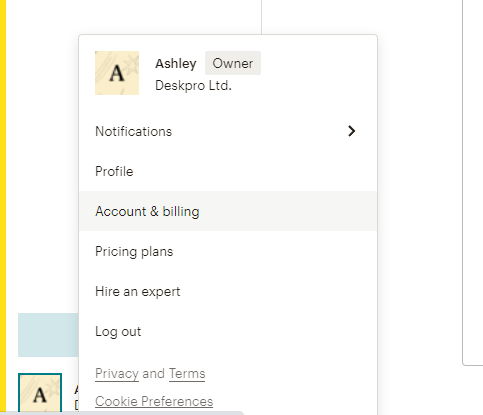 A
Ashley Owner
Deskpro Ltd.
Notifications
Profile
Account & billing
Pricing plans
Hire an expert
Log out
Privacy and Terms
Cookie Preferences
A